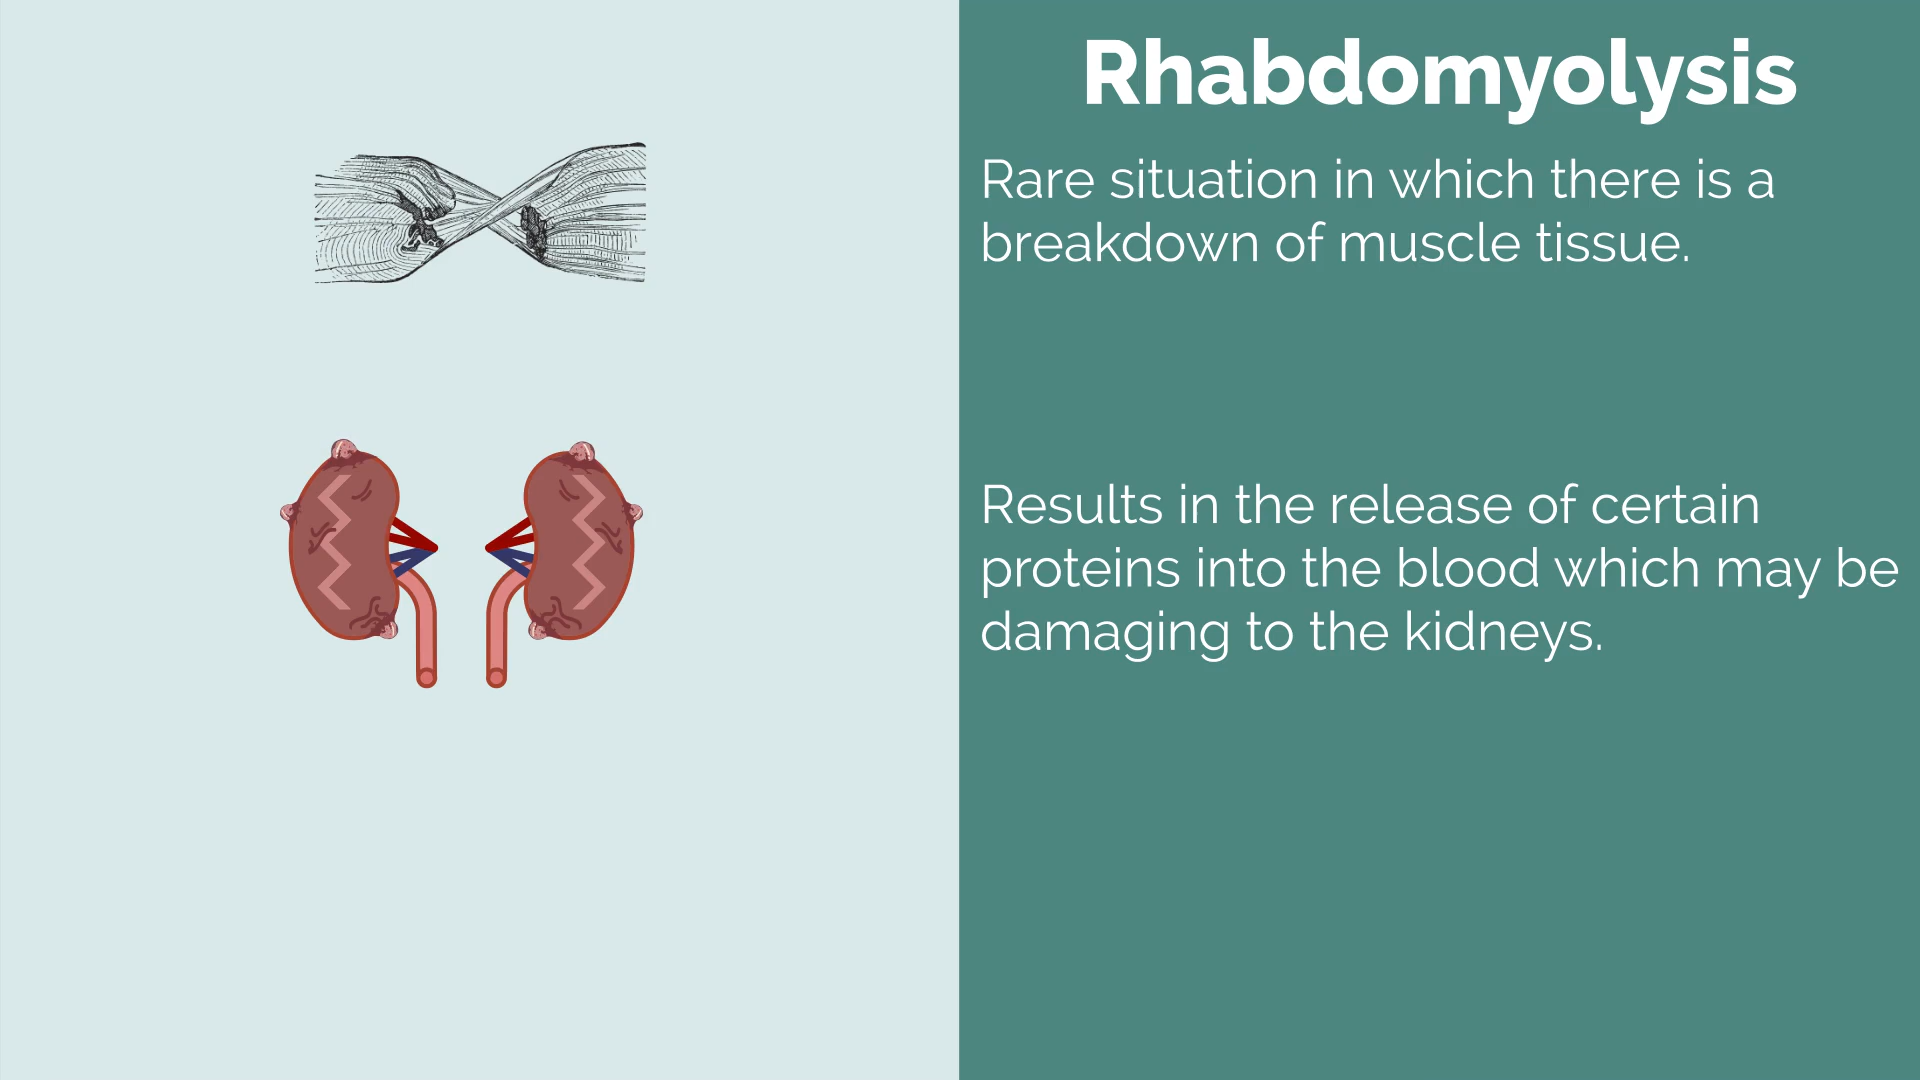 Rhabdomyolysis
Rare situation in which there is a
breakdown of muscle tissue.
Results in the release of certain
proteins into the blood which may be
damaging to the kidneys.